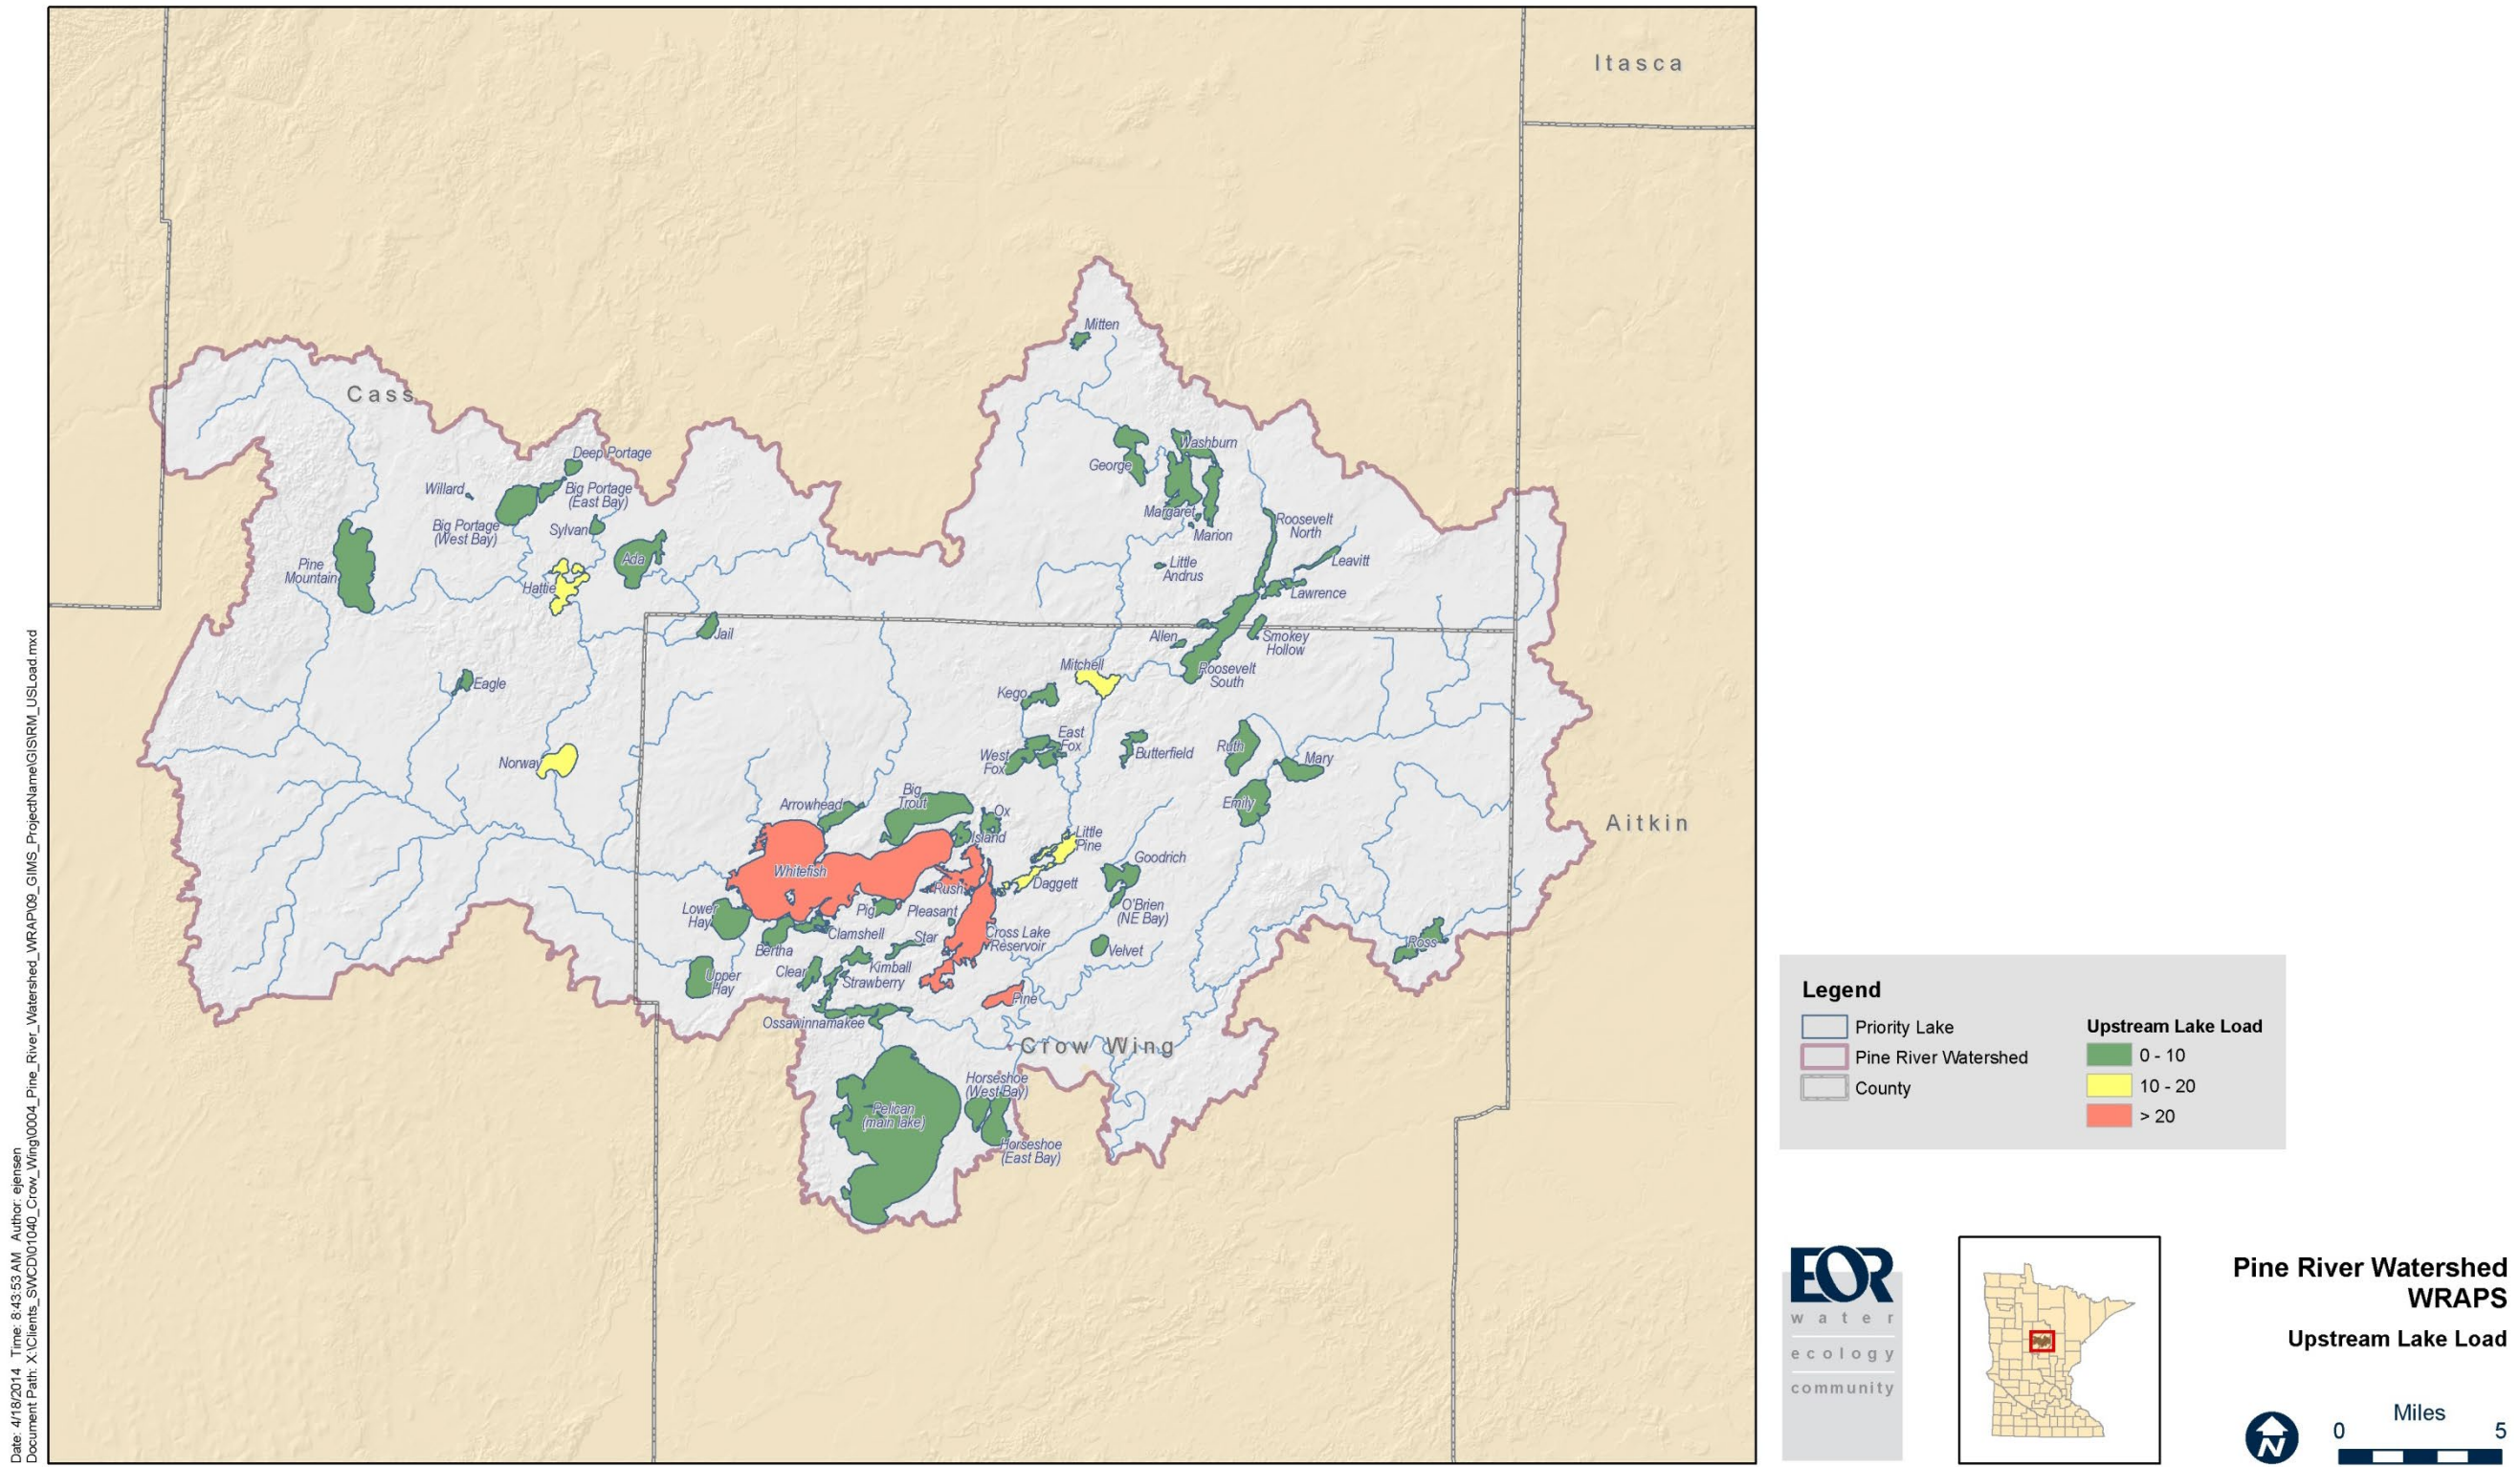 Itasca
Mitten
Cass
Washburn
George
Deep Portage
Willard
Big Portage
(East Bay)
Margaret
Big Portage
(West Bay)
Sylvan
Marion
Roosevelt
North
Ada
Leavitt
Pine
Mountain
Little
Andrus
Hattie
Lawrence
Jail
Allen
Smokey
Hollow
Mitchell
Roosevelt
South
Eagle
Kego
East
Fox
Ruth
Butterfield
West
Fox
Mary
Norway
Big
Trout
Arrowhead
Emily
Ox
Aitkin
Island
Little
Pine
Goodrich
Whitefish
Rush
Daggett
O'Brien
(NE Bay)
Lower
Hay
Pig
Pleasant
Clamshell
Star
Cross Lake
Reservoir
Bertha
Velvet
Ross
Clear
Kimball
Upper
Hay
Strawberry
Pine
Ossawinnamakee
Crow Wing
Horseshoe
(West Bay)
Pelican
(main lake)
Horseshoe
(East Bay)
Legend
Priority Lake
Pine River Watershed
County
Upstream Lake Load
0 - 10
10 - 20
> 20
EOR
water
ecology
community
Pine River Watershed
WRAPS
Upstream Lake Load
N
Miles
0 5
Date: 4/18/2014 Time: 8:43:53 AM Author: ejensen
Document Path: X:\Clients_SWCD\01040_Crow_Wing\0004_Pine_River_Watershed_WRAP\09_GIMS_ProjectName\GIS\RM_USLoad.mxd